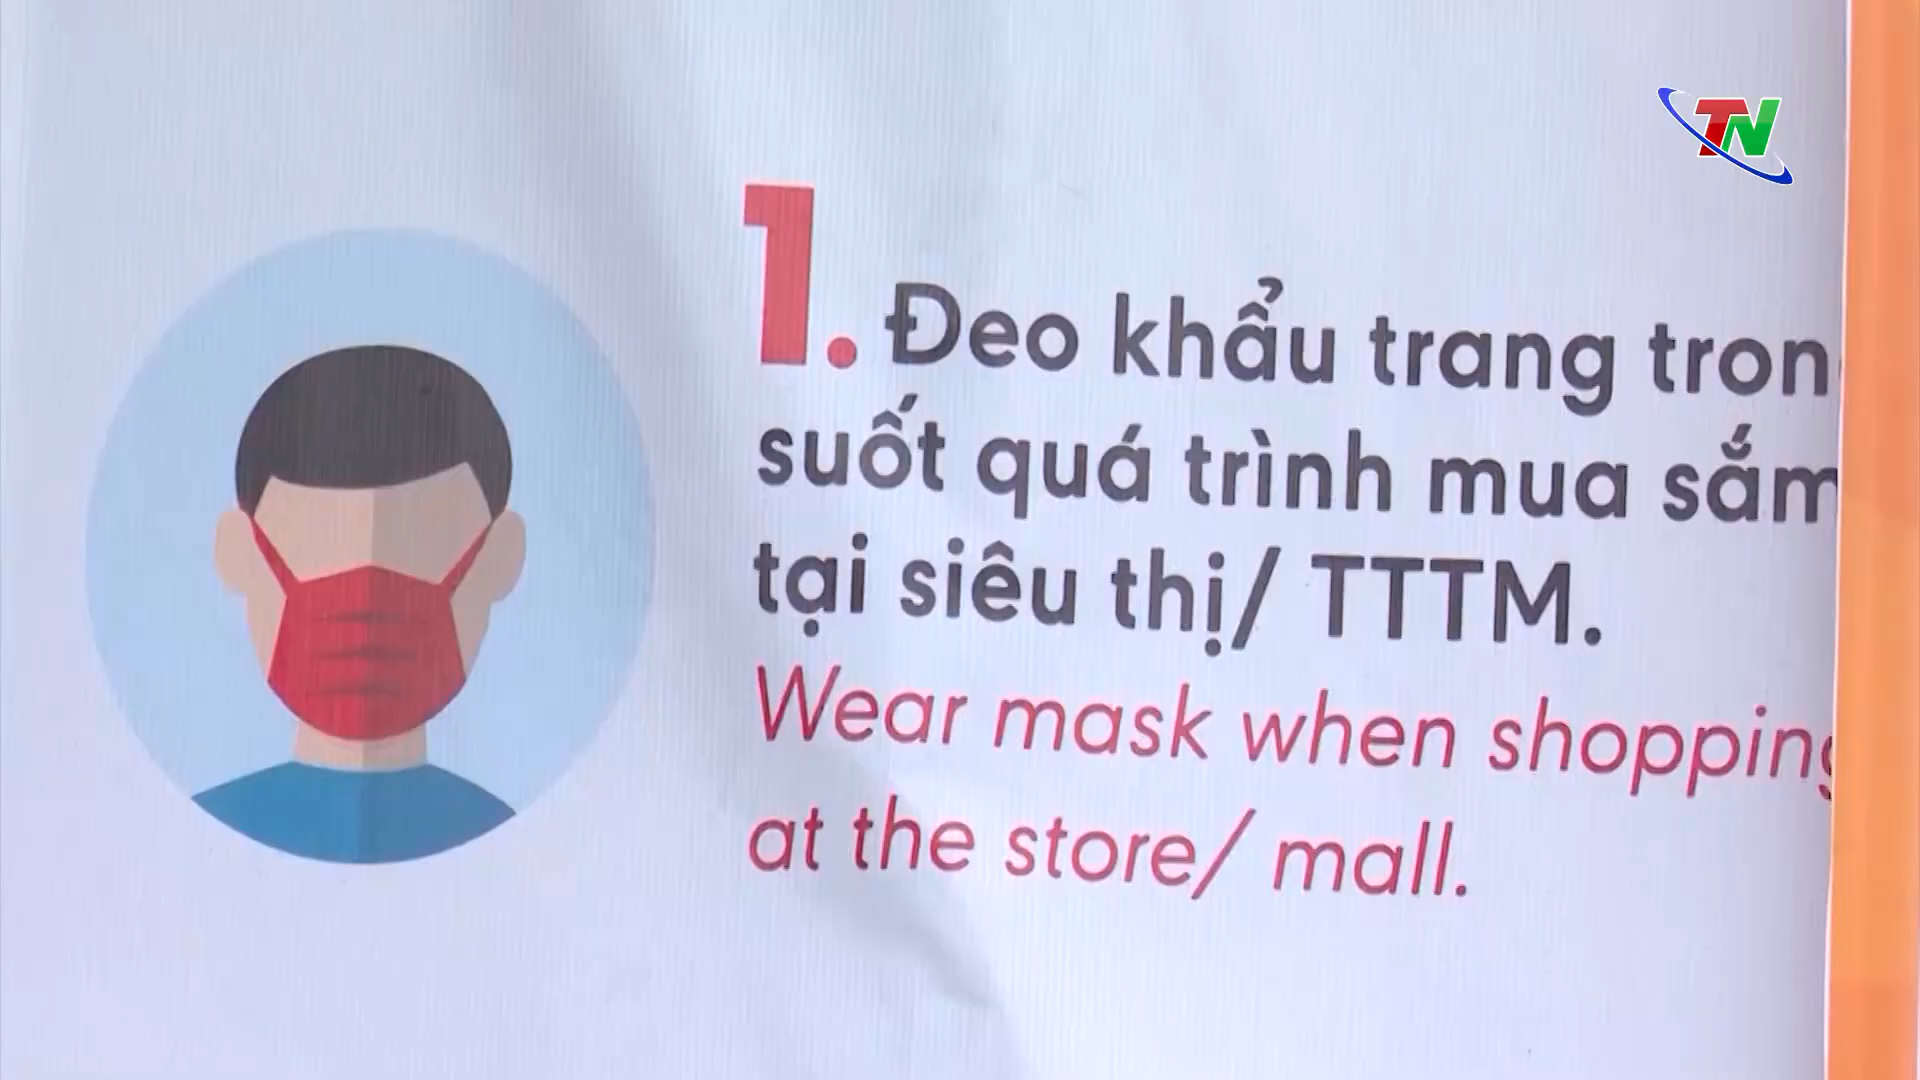 TN
1. Đeo khẩu trang tron
suốt quá trình mua sắm
tại siêu thị/ TTTM.
Wear mask when shopping
at the store/ mall.